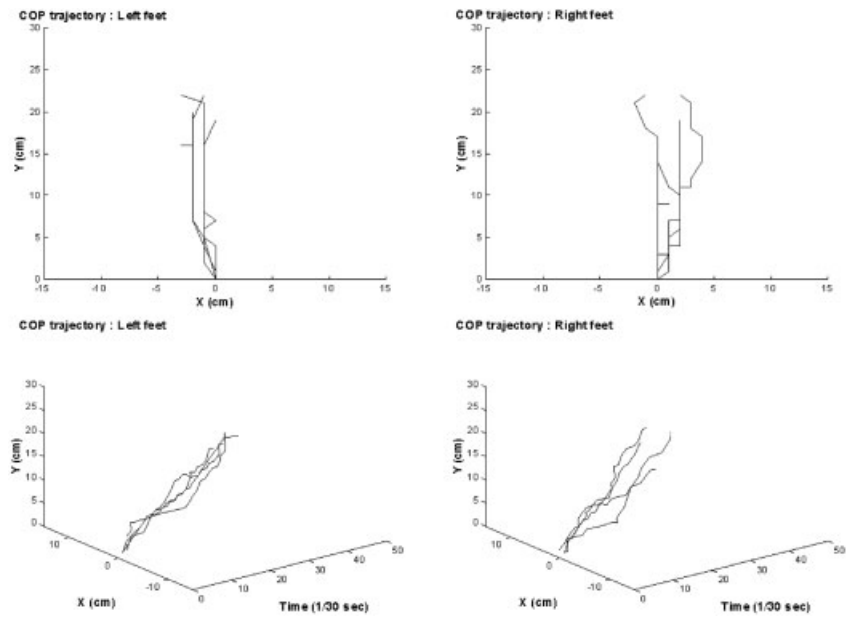 COP trajectory : Left feet
30
25
20
15
10
5
0
Y (cm)
-15 -10 -5 0 5 10 15
X (cm)
COP trajectory : Right feet
30
25
20
15
10
5
0
Y (cm)
-15 -10 -5 0 5 10 15
X (cm)
COP trajectory : Left feet
30
25
20
15
10
5
0
Y (cm)
10
0
-10
X (cm)
0 10 20 30 40 50
Time (1/30 sec)
COP trajectory : Right feet
30
25
20
15
10
5
0
Y (cm)
10
0
-10
X (cm)
0 10 20 30 40 50
Time (1/30 sec)